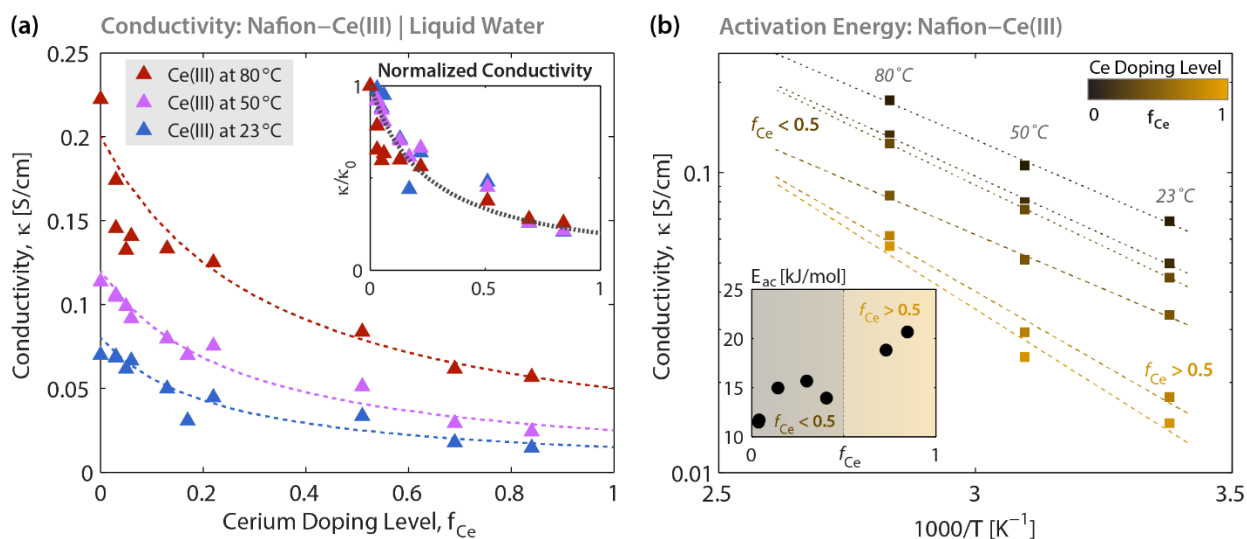 (a) Conductivity: Nafion−Ce(III) | Liquid Water
0.25
0.2
0.15
0.1
0.05
0
Conductivity, κ [S/cm]
Ce(III) at 80°C
Ce(III) at 50°C
Ce(III) at 23°C
Normalized Conductivity
1
κ/κ0
0
0 0.5 1
0 0.2 0.4 0.6 0.8 1
Cerium Doping Level, fCe
(b) Activation Energy: Nafion−Ce(III)
Conductivity, κ [S/cm]
0.1
0.01
80°C
50°C
23°C
Ce Doping Level
0 fCe 1
fCe < 0.5
fCe > 0.5
Eac [kJ/mol]
25
20
15
10
fCe > 0.5
fCe < 0.5
0 fCe 1
2.5 3 3.5
1000/T [K−1]